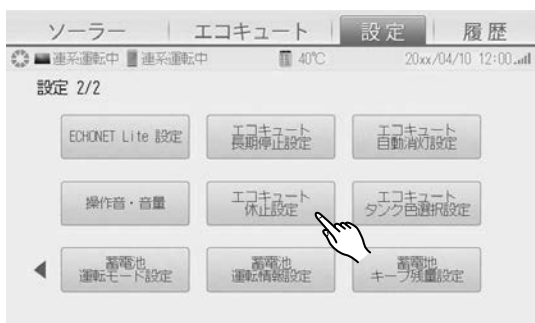 ソーラー エコキュート 設定 履歴
連系運転中 連系運転中 40℃ 20xx/04/10 12:00
設定 2/2
ECHONET Lite 設定
エコキュート
長期停止設定
エコキュート
自動消灯設定
操作音・音量
エコキュート
休止設定
エコキュート
タンク色選択設定
蓄電池
運転モード設定
蓄電池
運転情報設定
蓄電地
キープ残量設定